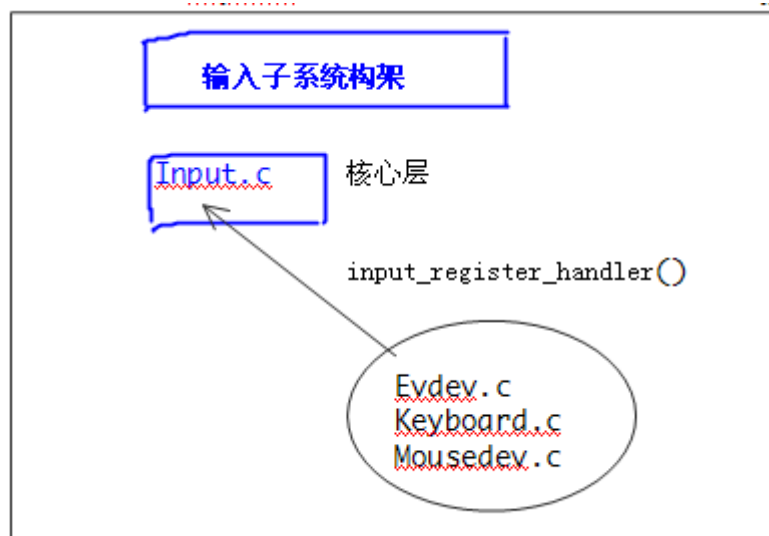 输入子系统构架
Input.c
核心层
input_register_handler()
Evdev.c
Keyboard.c
Mousedev.c